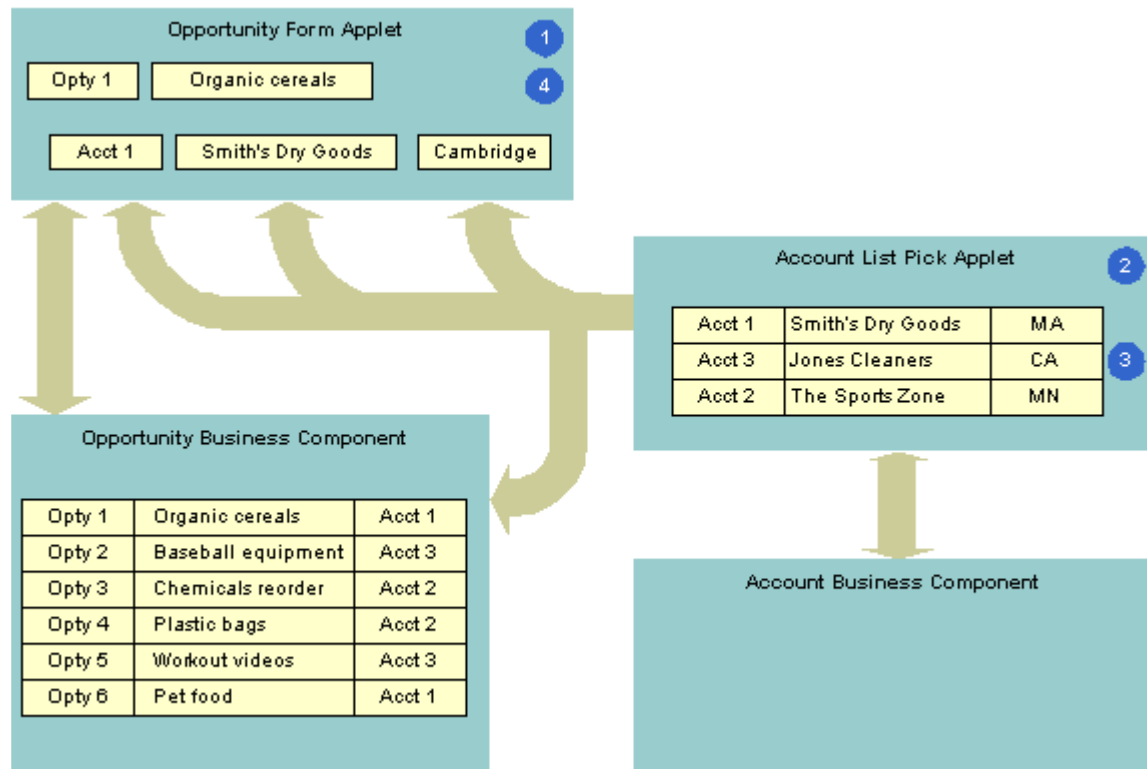 Opportunity Form Applet
1
Opty 1 Organic cereals
4
Acct 1 Smith's Dry Goods Cambridge
Account List Pick Applet
2
Acct 1 Smith's Dry Goods MA
Acct 3 Jones Cleaners CA
3
Acct 2 The Sports Zone MN
Opportunity Business Component
Opty 1 Organic cereals Acct 1
Opty 2 Baseball equipment Acct 3
Opty 3 Chemicals reorder Acct 2
Opty 4 Plastic bags Acct 2
Opty 5 Workout videos Acct 3
Opty 6 Pet food Acct 1
Account Business Component